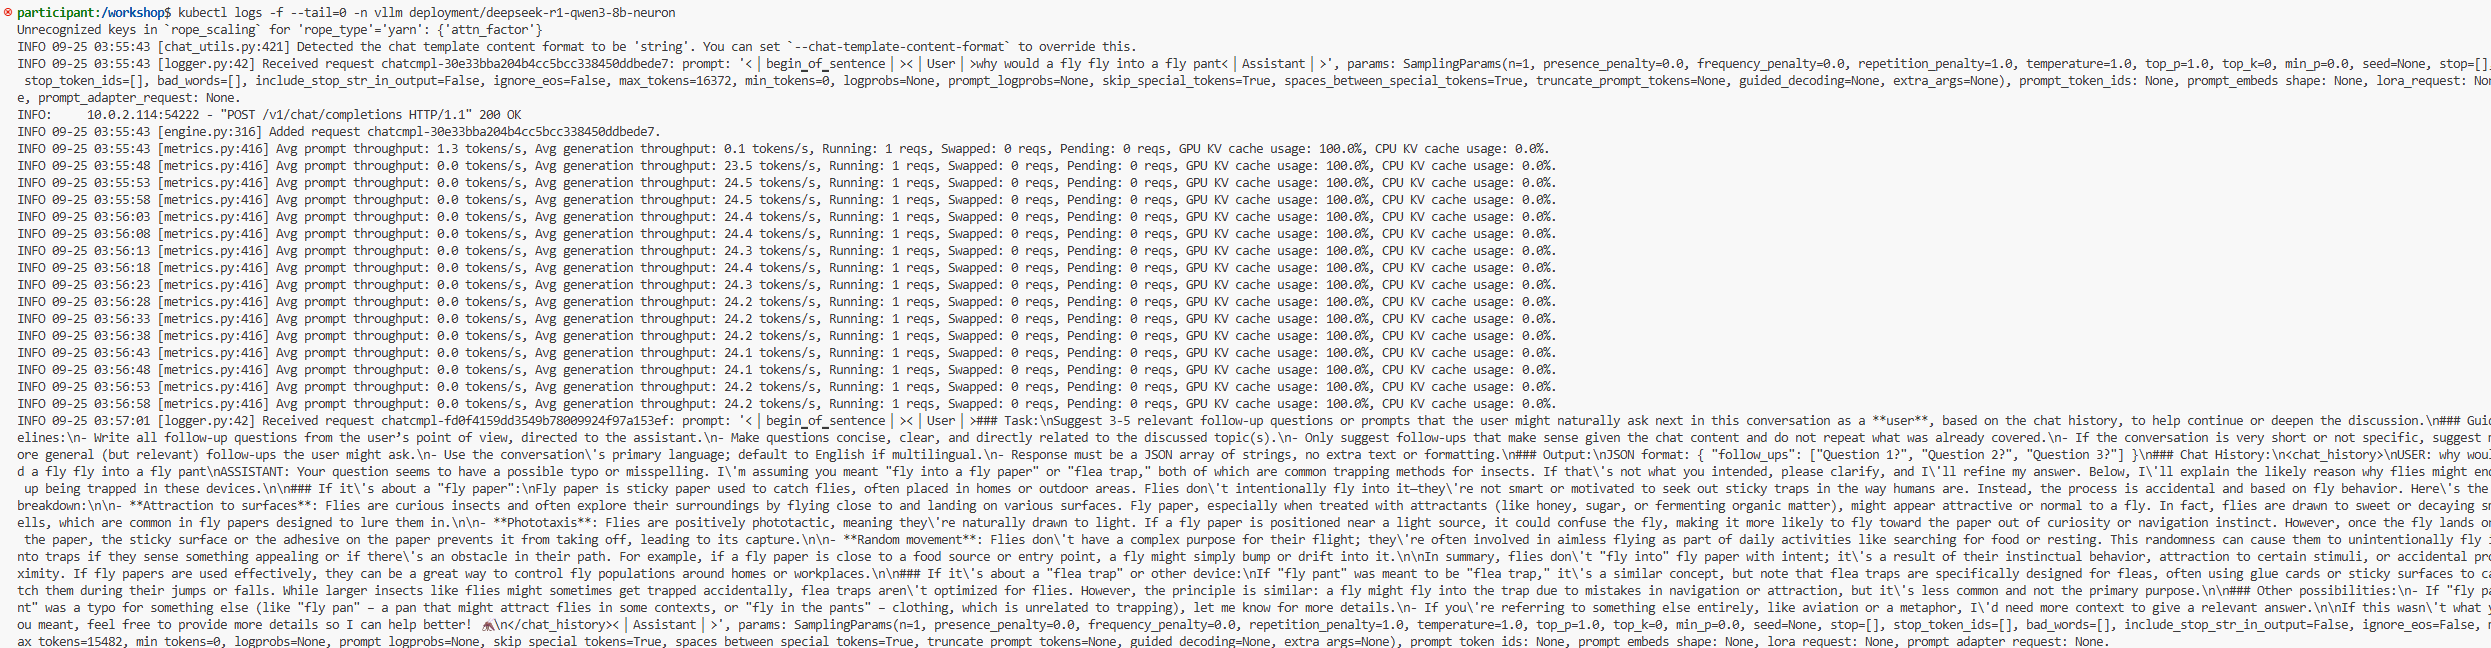 participant:/workshop$ kubectl logs -f --tail=0 -n vllm deployment/deepseek-r1-qwen3-8b-neuron
Unrecognized keys in `rope_scaling` for 'rope_type'='yarn': {'attn_factor'}
INFO 09-25 03:55:43 [chat_utils.py:421] Detected the chat template content format to be 'string'. You can set `--chat-template-content-format` to override this.
INFO 09-25 03:55:43 [logger.py:42] Received request chatcmpl-30e33bba204b4cc5bcc338450ddbede7: prompt: '<｜begin▁of▁sentence｜><｜User｜>why would a fly fly into a fly pant<｜Assistant｜>', params: SamplingParams(n=1, presence_penalty=0.0, frequency_penalty=0.0, repetition_penalty=1.0, temperature=1.0, top_p=1.0, top_k=0, min_p=0.0, seed=None, stop=[],
stop_token_ids=[], bad_words=[], include_stop_str_in_output=False, ignore_eos=False, max_tokens=16372, min_tokens=0, logprobs=None, prompt_logprobs=None, skip_special_tokens=True, spaces_between_special_tokens=True, truncate_prompt_tokens=None, guided_decoding=None, extra_args=None), prompt_token_ids: None, prompt_embeds shape: None, lora_request: Non
e, prompt_adapter_request: None.
INFO:     10.0.2.114:54222 - "POST /v1/chat/completions HTTP/1.1" 200 OK
INFO 09-25 03:55:43 [engine.py:316] Added request chatcmpl-30e33bba204b4cc5bcc338450ddbede7.
INFO 09-25 03:55:43 [metrics.py:416] Avg prompt throughput: 1.3 tokens/s, Avg generation throughput: 0.1 tokens/s, Running: 1 reqs, Swapped: 0 reqs, Pending: 0 reqs, GPU KV cache usage: 100.0%, CPU KV cache usage: 0.0%.
INFO 09-25 03:55:48 [metrics.py:416] Avg prompt throughput: 0.0 tokens/s, Avg generation throughput: 23.5 tokens/s, Running: 1 reqs, Swapped: 0 reqs, Pending: 0 reqs, GPU KV cache usage: 100.0%, CPU KV cache usage: 0.0%.
INFO 09-25 03:55:53 [metrics.py:416] Avg prompt throughput: 0.0 tokens/s, Avg generation throughput: 24.5 tokens/s, Running: 1 reqs, Swapped: 0 reqs, Pending: 0 reqs, GPU KV cache usage: 100.0%, CPU KV cache usage: 0.0%.
INFO 09-25 03:55:58 [metrics.py:416] Avg prompt throughput: 0.0 tokens/s, Avg generation throughput: 24.5 tokens/s, Running: 1 reqs, Swapped: 0 reqs, Pending: 0 reqs, GPU KV cache usage: 100.0%, CPU KV cache usage: 0.0%.
INFO 09-25 03:56:03 [metrics.py:416] Avg prompt throughput: 0.0 tokens/s, Avg generation throughput: 24.4 tokens/s, Running: 1 reqs, Swapped: 0 reqs, Pending: 0 reqs, GPU KV cache usage: 100.0%, CPU KV cache usage: 0.0%.
INFO 09-25 03:56:08 [metrics.py:416] Avg prompt throughput: 0.0 tokens/s, Avg generation throughput: 24.4 tokens/s, Running: 1 reqs, Swapped: 0 reqs, Pending: 0 reqs, GPU KV cache usage: 100.0%, CPU KV cache usage: 0.0%.
INFO 09-25 03:56:13 [metrics.py:416] Avg prompt throughput: 0.0 tokens/s, Avg generation throughput: 24.3 tokens/s, Running: 1 reqs, Swapped: 0 reqs, Pending: 0 reqs, GPU KV cache usage: 100.0%, CPU KV cache usage: 0.0%.
INFO 09-25 03:56:18 [metrics.py:416] Avg prompt throughput: 0.0 tokens/s, Avg generation throughput: 24.4 tokens/s, Running: 1 reqs, Swapped: 0 reqs, Pending: 0 reqs, GPU KV cache usage: 100.0%, CPU KV cache usage: 0.0%.
INFO 09-25 03:56:23 [metrics.py:416] Avg prompt throughput: 0.0 tokens/s, Avg generation throughput: 24.3 tokens/s, Running: 1 reqs, Swapped: 0 reqs, Pending: 0 reqs, GPU KV cache usage: 100.0%, CPU KV cache usage: 0.0%.
INFO 09-25 03:56:28 [metrics.py:416] Avg prompt throughput: 0.0 tokens/s, Avg generation throughput: 24.2 tokens/s, Running: 1 reqs, Swapped: 0 reqs, Pending: 0 reqs, GPU KV cache usage: 100.0%, CPU KV cache usage: 0.0%.
INFO 09-25 03:56:33 [metrics.py:416] Avg prompt throughput: 0.0 tokens/s, Avg generation throughput: 24.2 tokens/s, Running: 1 reqs, Swapped: 0 reqs, Pending: 0 reqs, GPU KV cache usage: 100.0%, CPU KV cache usage: 0.0%.
INFO 09-25 03:56:38 [metrics.py:416] Avg prompt throughput: 0.0 tokens/s, Avg generation throughput: 24.2 tokens/s, Running: 1 reqs, Swapped: 0 reqs, Pending: 0 reqs, GPU KV cache usage: 100.0%, CPU KV cache usage: 0.0%.
INFO 09-25 03:56:43 [metrics.py:416] Avg prompt throughput: 0.0 tokens/s, Avg generation throughput: 24.1 tokens/s, Running: 1 reqs, Swapped: 0 reqs, Pending: 0 reqs, GPU KV cache usage: 100.0%, CPU KV cache usage: 0.0%.
INFO 09-25 03:56:48 [metrics.py:416] Avg prompt throughput: 0.0 tokens/s, Avg generation throughput: 24.1 tokens/s, Running: 1 reqs, Swapped: 0 reqs, Pending: 0 reqs, GPU KV cache usage: 100.0%, CPU KV cache usage: 0.0%.
INFO 09-25 03:56:53 [metrics.py:416] Avg prompt throughput: 0.0 tokens/s, Avg generation throughput: 24.2 tokens/s, Running: 1 reqs, Swapped: 0 reqs, Pending: 0 reqs, GPU KV cache usage: 100.0%, CPU KV cache usage: 0.0%.
INFO 09-25 03:56:58 [metrics.py:416] Avg prompt throughput: 0.0 tokens/s, Avg generation throughput: 24.2 tokens/s, Running: 1 reqs, Swapped: 0 reqs, Pending: 0 reqs, GPU KV cache usage: 100.0%, CPU KV cache usage: 0.0%.
INFO 09-25 03:57:01 [logger.py:42] Received request chatcmpl-fd0f4159dd3549b78009924f97a153ef: prompt: '<｜begin▁of▁sentence｜><｜User｜>### Task:\nSuggest 3-5 relevant follow-up questions or prompts that the user might naturally ask next in this conversation as a **user**, based on the chat history, to help continue or deepen the discussion.\n### Guid
elines:\n- Write all follow-up questions from the user’s point of view, directed to the assistant.\n- Make questions concise, clear, and directly related to the discussed topic(s).\n- Only suggest follow-ups that make sense given the chat content and do not repeat what was already covered.\n- If the conversation is very short or not specific, suggest m
ore general (but relevant) follow-ups the user might ask.\n- Use the conversation\'s primary language; default to English if multilingual.\n- Response must be a JSON array of strings, no extra text or formatting.\n### Output:\nJSON format: { "follow_ups": ["Question 1?", "Question 2?", "Question 3?"] }\n### Chat History:\n<chat_history>\nUSER: why woul
d a fly fly into a fly pant\nASSISTANT: Your question seems to have a possible typo or misspelling. I\'m assuming you meant "fly into a fly paper" or "flea trap," both of which are common trapping methods for insects. If that\'s not what you intended, please clarify, and I\'ll refine my answer. Below, I\'ll explain the likely reason why flies might end
up being trapped in these devices.\n\n### If it\'s about a "fly paper":\nFly paper is sticky paper used to catch flies, often placed in homes or outdoor areas. Flies don\'t intentionally fly into it—they\'re not smart or motivated to seek out sticky traps in the way humans are. Instead, the process is accidental and based on fly behavior. Here\'s the
breakdown:\n\n- **Attraction to surfaces**: Flies are curious insects and often explore their surroundings by flying close to and landing on various surfaces. Fly paper, especially when treated with attractants (like honey, sugar, or fermenting organic matter), might appear attractive or normal to a fly. In fact, flies are drawn to sweet or decaying sm
ells, which are common in fly papers designed to lure them in.\n\n- **Phototaxis**: Flies are positively phototactic, meaning they\'re naturally drawn to light. If a fly paper is positioned near a light source, it could confuse the fly, making it more likely to fly toward the paper out of curiosity or navigation instinct. However, once the fly lands on
the paper, the sticky surface or the adhesive on the paper prevents it from taking off, leading to its capture.\n\n- **Random movement**: Flies don\'t have a complex purpose for their flight; they\'re often involved in aimless flying as part of daily activities like searching for food or resting. This randomness can cause them to unintentionally fly i
nto traps if they sense something appealing or if there\'s an obstacle in their path. For example, if a fly paper is close to a food source or entry point, a fly might simply bump or drift into it.\n\nIn summary, flies don\'t "fly into" fly paper with intent; it\'s a result of their instinctual behavior, attraction to certain stimuli, or accidental pro
ximity. If fly papers are used effectively, they can be a great way to control fly populations around homes or workplaces.\n\n### If it\'s about a "flea trap" or other device:\nIf "fly pant" was meant to be "flea trap," it\'s a similar concept, but note that flea traps are specifically designed for fleas, often using glue cards or sticky surfaces to ca
tch them during their jumps or falls. While larger insects like flies might sometimes get trapped accidentally, flea traps aren\'t optimized for flies. However, the principle is similar: a fly might fly into the trap due to mistakes in navigation or attraction, but it\'s less common and not the primary purpose.\n\n### Other possibilities:\n- If "fly pa
nt" was a typo for something else (like "fly pan" – a pan that might attract flies in some contexts, or "fly in the pants" – clothing, which is unrelated to trapping), let me know for more details.\n- If you\'re referring to something else entirely, like aviation or a metaphor, I\'d need more context to give a relevant answer.\n\nIf this wasn\'t what y
ou meant, feel free to provide more details so I can help better! 🪰\n</chat_history><｜Assistant｜>', params: SamplingParams(n=1, presence_penalty=0.0, frequency_penalty=0.0, repetition_penalty=1.0, temperature=1.0, top_p=1.0, top_k=0, min_p=0.0, seed=None, stop=[], stop_token_ids=[], bad_words=[], include_stop_str_in_output=False, ignore_eos=False, m
ax_tokens=15482, min_tokens=0, logprobs=None, prompt_logprobs=None, skip_special_tokens=True, spaces_between_special_tokens=True, truncate_prompt_tokens=None, guided_decoding=None, extra_args=None), prompt_token_ids: None, prompt_embeds shape: None, lora_request: None, prompt_adapter_request: None.